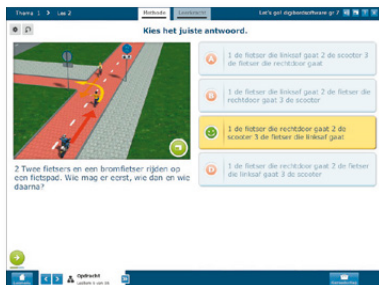 Thema 1 > Les 2
Methode
Leerkracht
Let's go! digibordsoftware gr 7
Kies het juiste antwoord.
A
1 de fietser die linksaf gaat 2 de scooter 3
de fietser die rechtdoor gaat
B
1 de fietser die linksaf gaat 2 de fietser die
rechtdoor gaat 3 de scooter
1 de fietser die rechtdoor gaat 2 de
scooter 3 de fietser die linksaf gaat
D
1 de fietser die rechtdoor gaat 2 de fietser
die linksaf gaat 3 de scooter
2 Twee fietsers en een bromfietser rijden op
een fietspad. Wie mag er eerst, wie dan en wie
daarna?
Opdracht